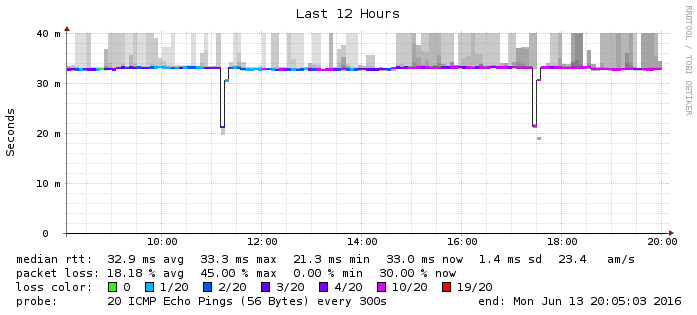 Last 12 Hours
RRDTOOL / TOBI OETIKER
Seconds
40 m
30 m
20 m
10 m
0
10:00 12:00 14:00 16:00 18:00 20:00
median rtt: 32.9 ms avg 33.3 ms max 21.3 ms min 33.0 ms now 1.4 ms sd 23.4 am/s
packet loss: 18.18 % avg 45.00 % max 0.00 % min 30.00 % now
loss color: 0 1/20 2/20 3/20 4/20 10/20 19/20
probe: 20 ICMP Echo Pings (56 Bytes) every 300s end: Mon Jun 13 20:05:03 2016